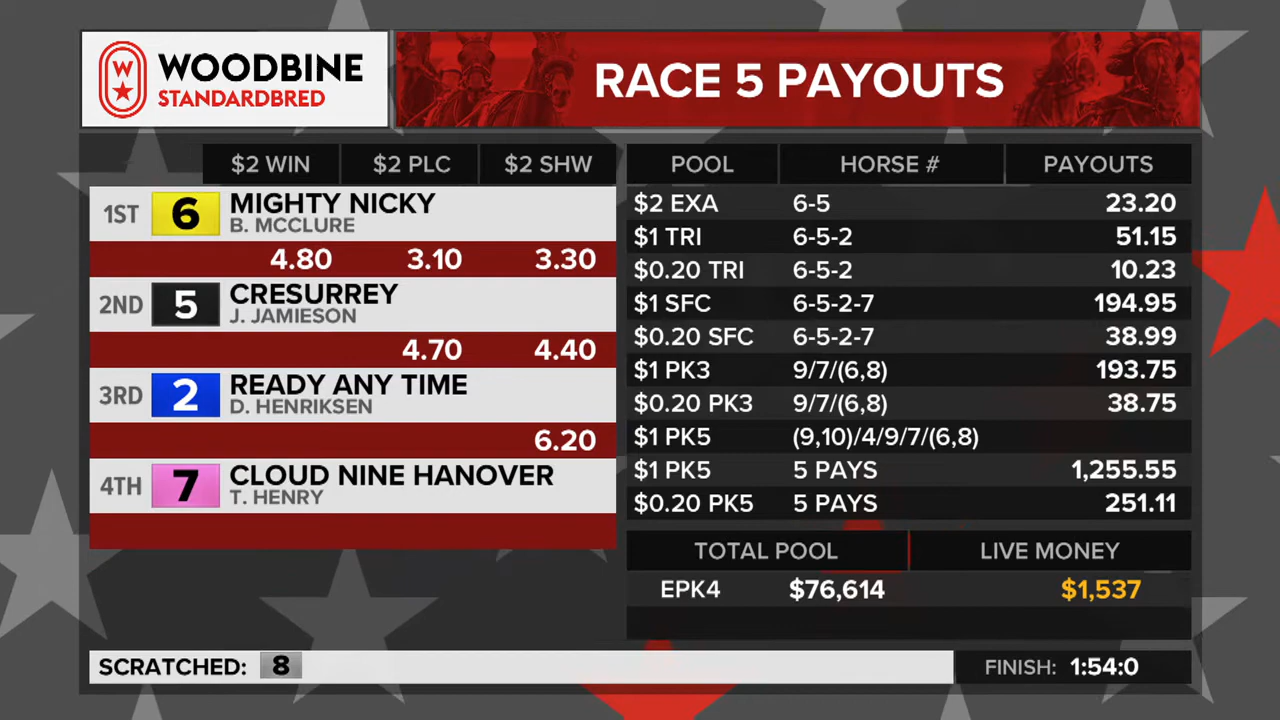 W
WOODBINE
STANDARDBRED
RACE 5 PAYOUTS
$2 WIN $2 PLC $2 SHW
1ST 6 MIGHTY NICKY
B. MCCLURE
4.80 3.10 3.30
2ND 5 CRESURREY
J. JAMIESON
4.70 4.40
3RD 2 READY ANY TIME
D. HENRIKSEN
6.20
4TH 7 CLOUD NINE HANOVER
T. HENRY
POOL HORSE # PAYOUTS
$2 EXA 6-5 23.20
$1 TRI 6-5-2 51.15
$0.20 TRI 6-5-2 10.23
$1 SFC 6-5-2-7 194.95
$0.20 SFC 6-5-2-7 38.99
$1 PK3 9/7/(6,8) 193.75
$0.20 PK3 9/7/(6,8) 38.75
$1 PK5 (9,10)/4/9/7/(6,8)
$1 PK5 5 PAYS 1,255.55
$0.20 PK5 5 PAYS 251.11
TOTAL POOL LIVE MONEY
EPK4 $76,614 $1,537
SCRATCHED: 8
FINISH: 1:54:0